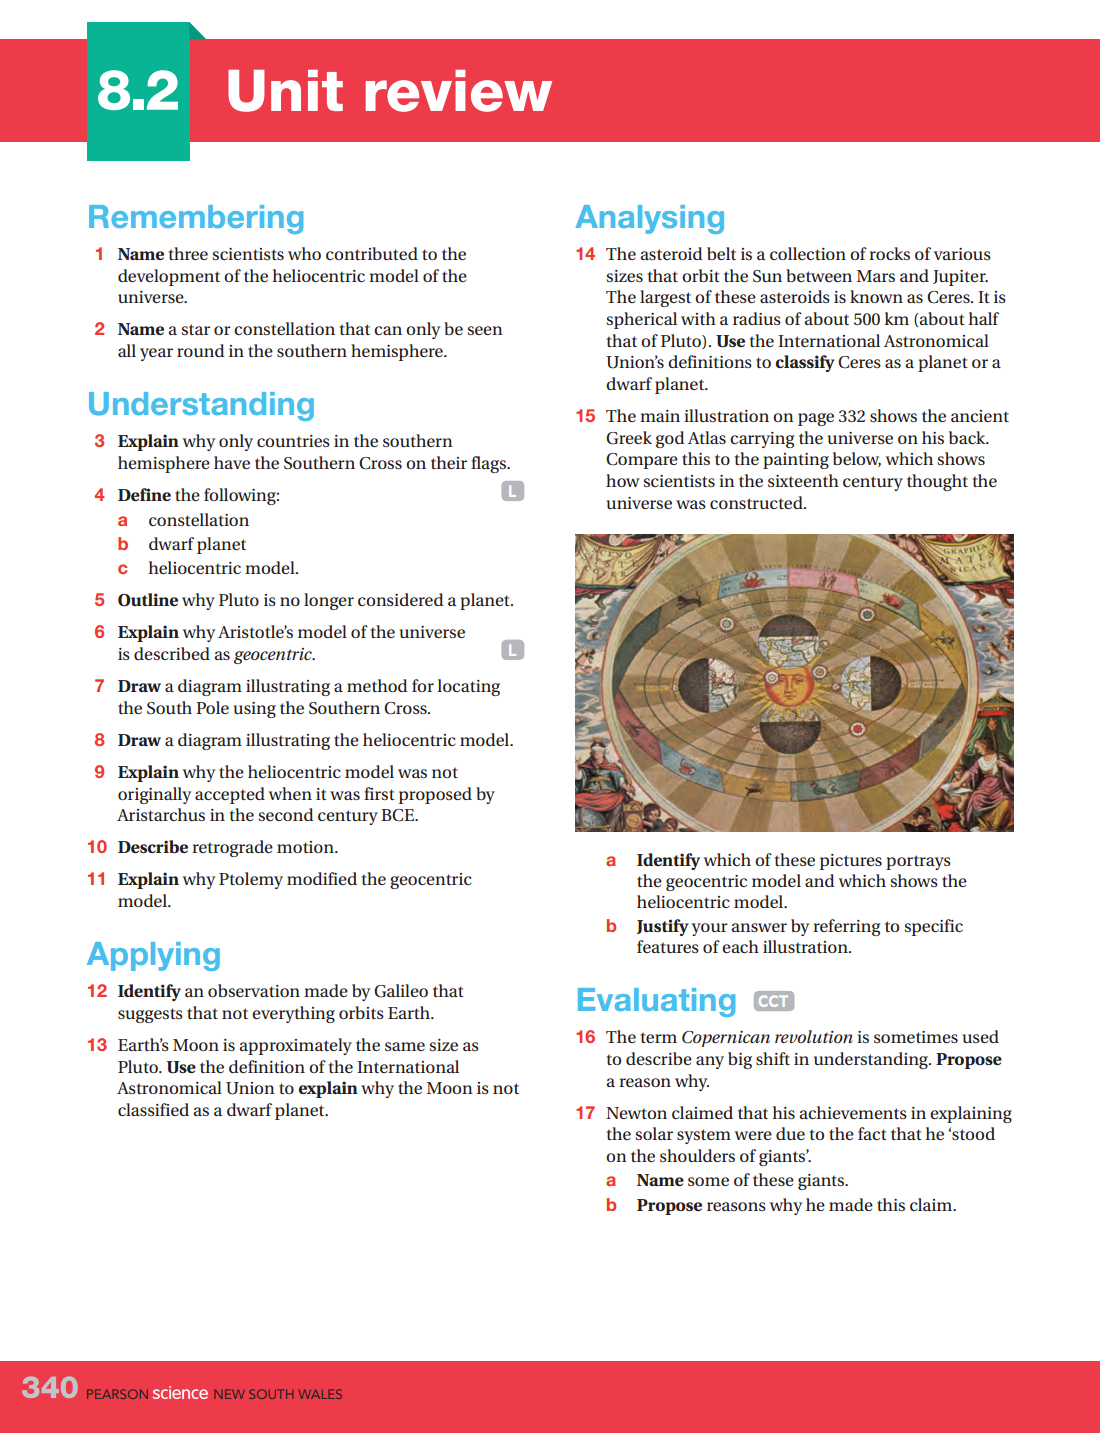 8.2
Unit review
Remembering
1 Name three scientists who contributed to the
development of the heliocentric model of the
universe.
2 Name a star or constellation that can only be seen
all year round in the southern hemisphere.
Understanding
3 Explain why only countries in the southern
hemisphere have the Southern Cross on their flags.
4 Define the following: L
a constellation
b dwarf planet
c heliocentric model.
5 Outline why Pluto is no longer considered a planet.
6 Explain why Aristotle's model of the universe
is described as geocentric. L
7 Draw a diagram illustrating a method for locating
the South Pole using the Southern Cross.
8 Draw a diagram illustrating the heliocentric model.
9 Explain why the heliocentric model was not
originally accepted when it was first proposed by
Aristarchus in the second century BCE.
10 Describe retrograde motion.
11 Explain why Ptolemy modified the geocentric
model.
Applying
12 Identify an observation made by Galileo that
suggests that not everything orbits Earth.
13 Earth's Moon is approximately the same size as
Pluto. Use the definition of the International
Astronomical Union to explain why the Moon is not
classified as a dwarf planet.
Analysing
14 The asteroid belt is a collection of rocks of various
sizes that orbit the Sun between Mars and Jupiter.
The largest of these asteroids is known as Ceres. It is
spherical with a radius of about 500 km (about half
that of Pluto). Use the International Astronomical
Union's definitions to classify Ceres as a planet or a
dwarf planet.
15 The main illustration on page 332 shows the ancient
Greek god Atlas carrying the universe on his back.
Compare this to the painting below, which shows
how scientists in the sixteenth century thought the
universe was constructed.
SCENO
GRAPHIA
MATIS
NICANI
a Identify which of these pictures portrays
the geocentric model and which shows the
heliocentric model.
b Justify your answer by referring to specific
features of each illustration.
Evaluating CCT
16 The term Copernican revolution is sometimes used
to describe any big shift in understanding. Propose
a reason why.
17 Newton claimed that his achievements in explaining
the solar system were due to the fact that he 'stood
on the shoulders of giants'.
a Name some of these giants.
b Propose reasons why he made this claim.
340 PEARSON science NEW SOUTH WALES